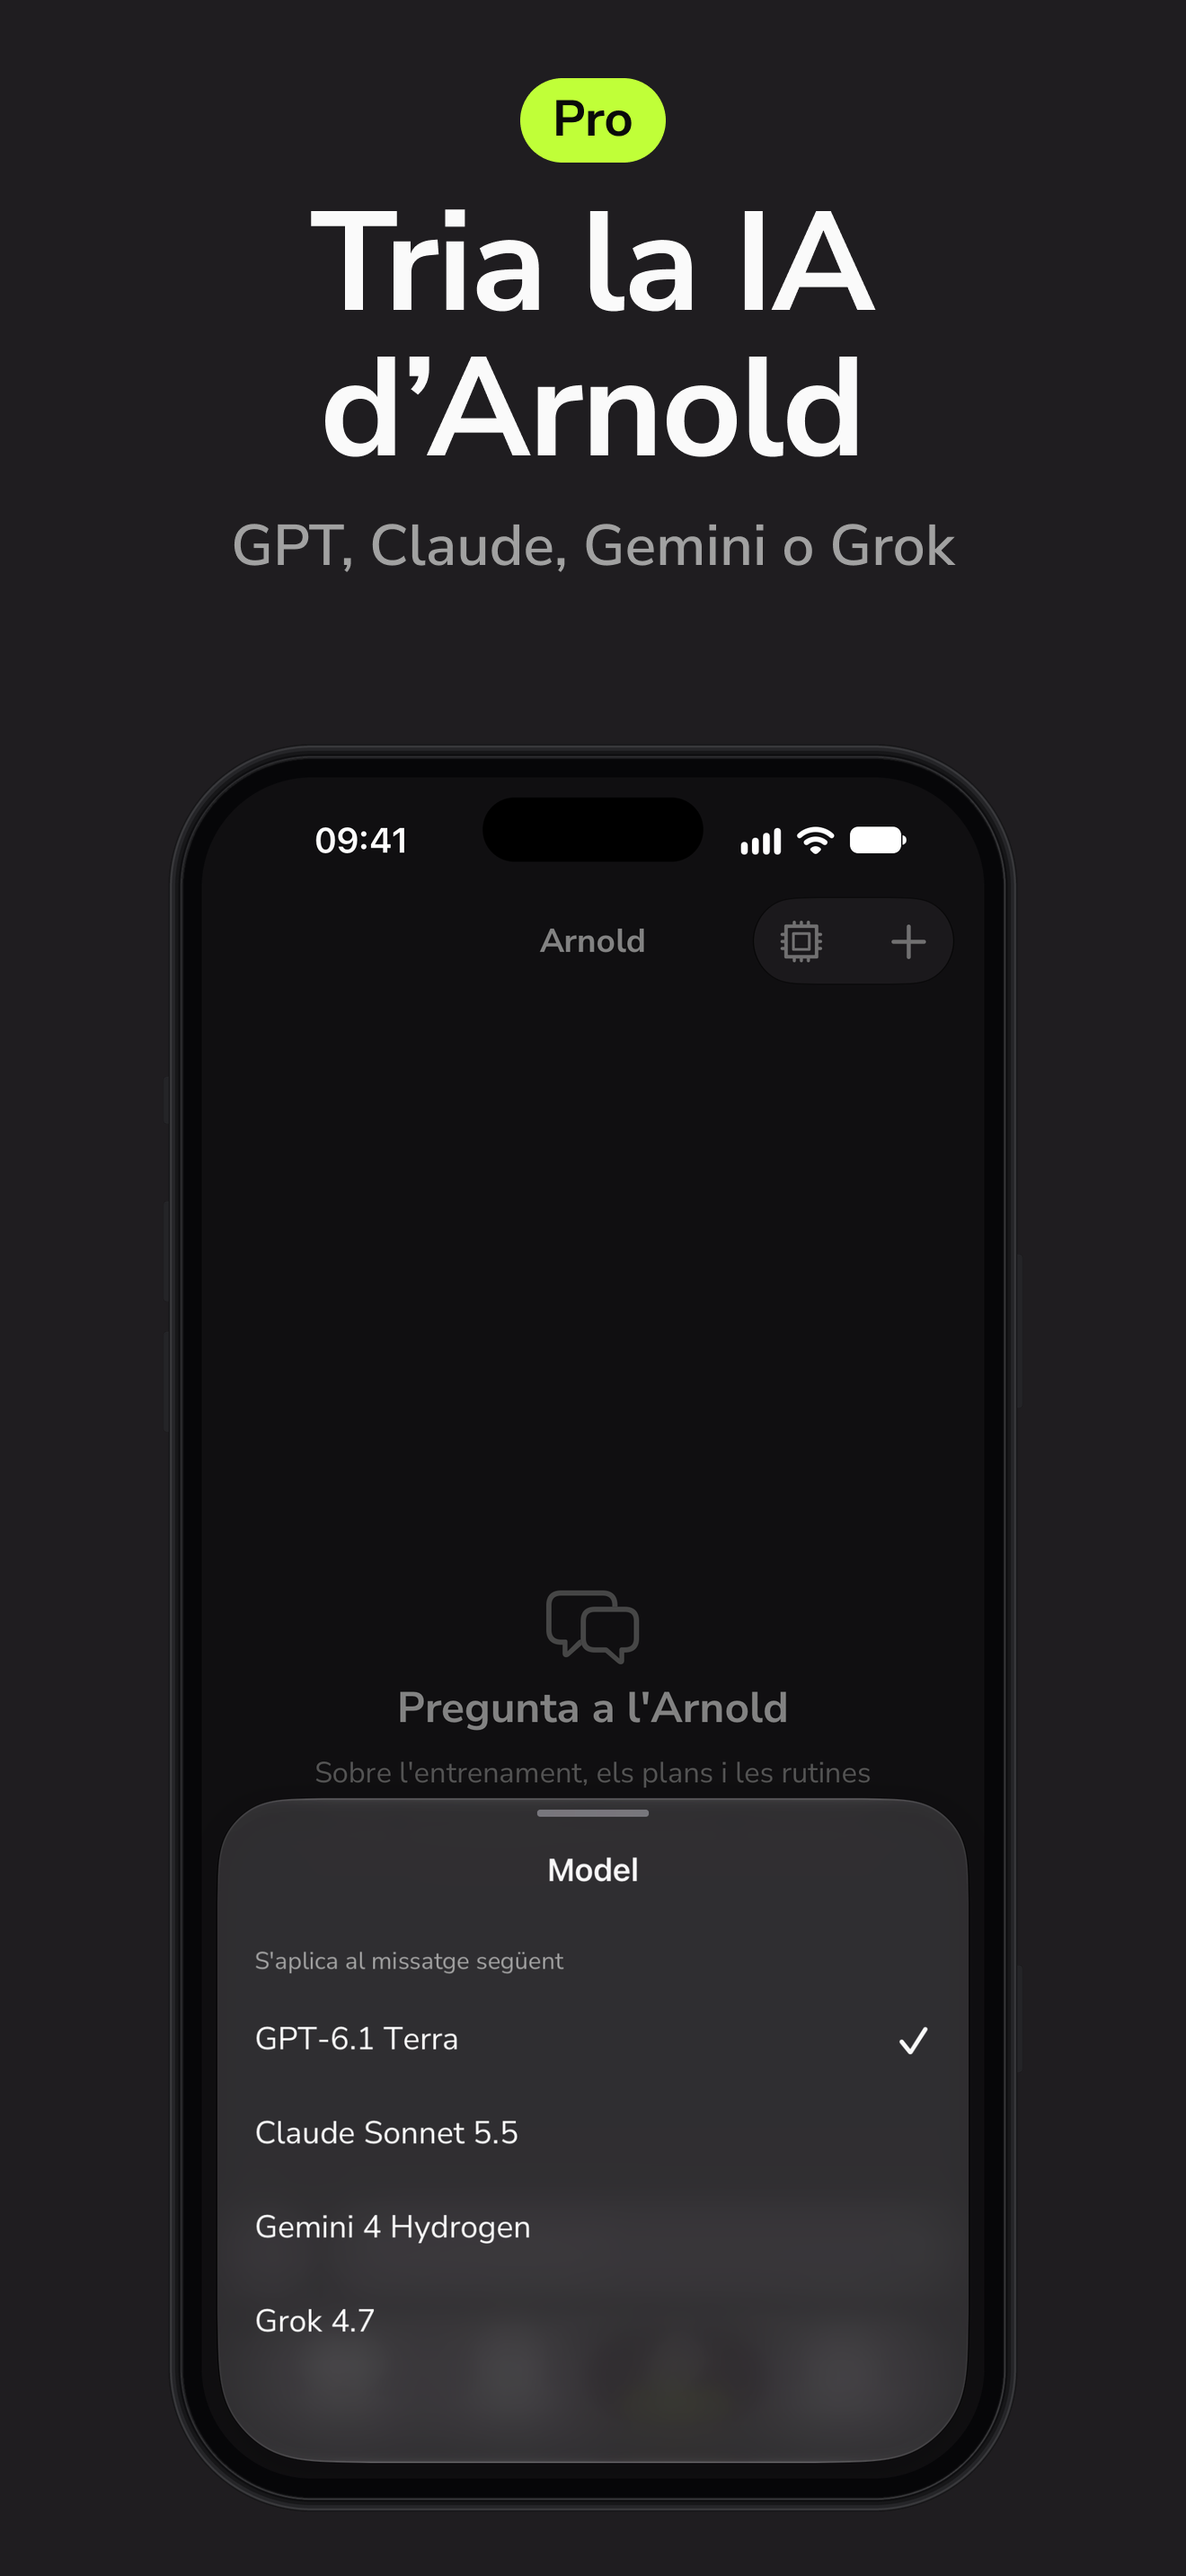 Pro
Tria la IA
d’Arnold
GPT, Claude, Gemini o Grok
09:41
Arnold
Pregunta a l'Arnold
Sobre l'entrenament, els plans i les rutines
Model
S'aplica al missatge següent
GPT-6.1 Terra
Claude Sonnet 5.5
Gemini 4 Hydrogen
Grok 4.7